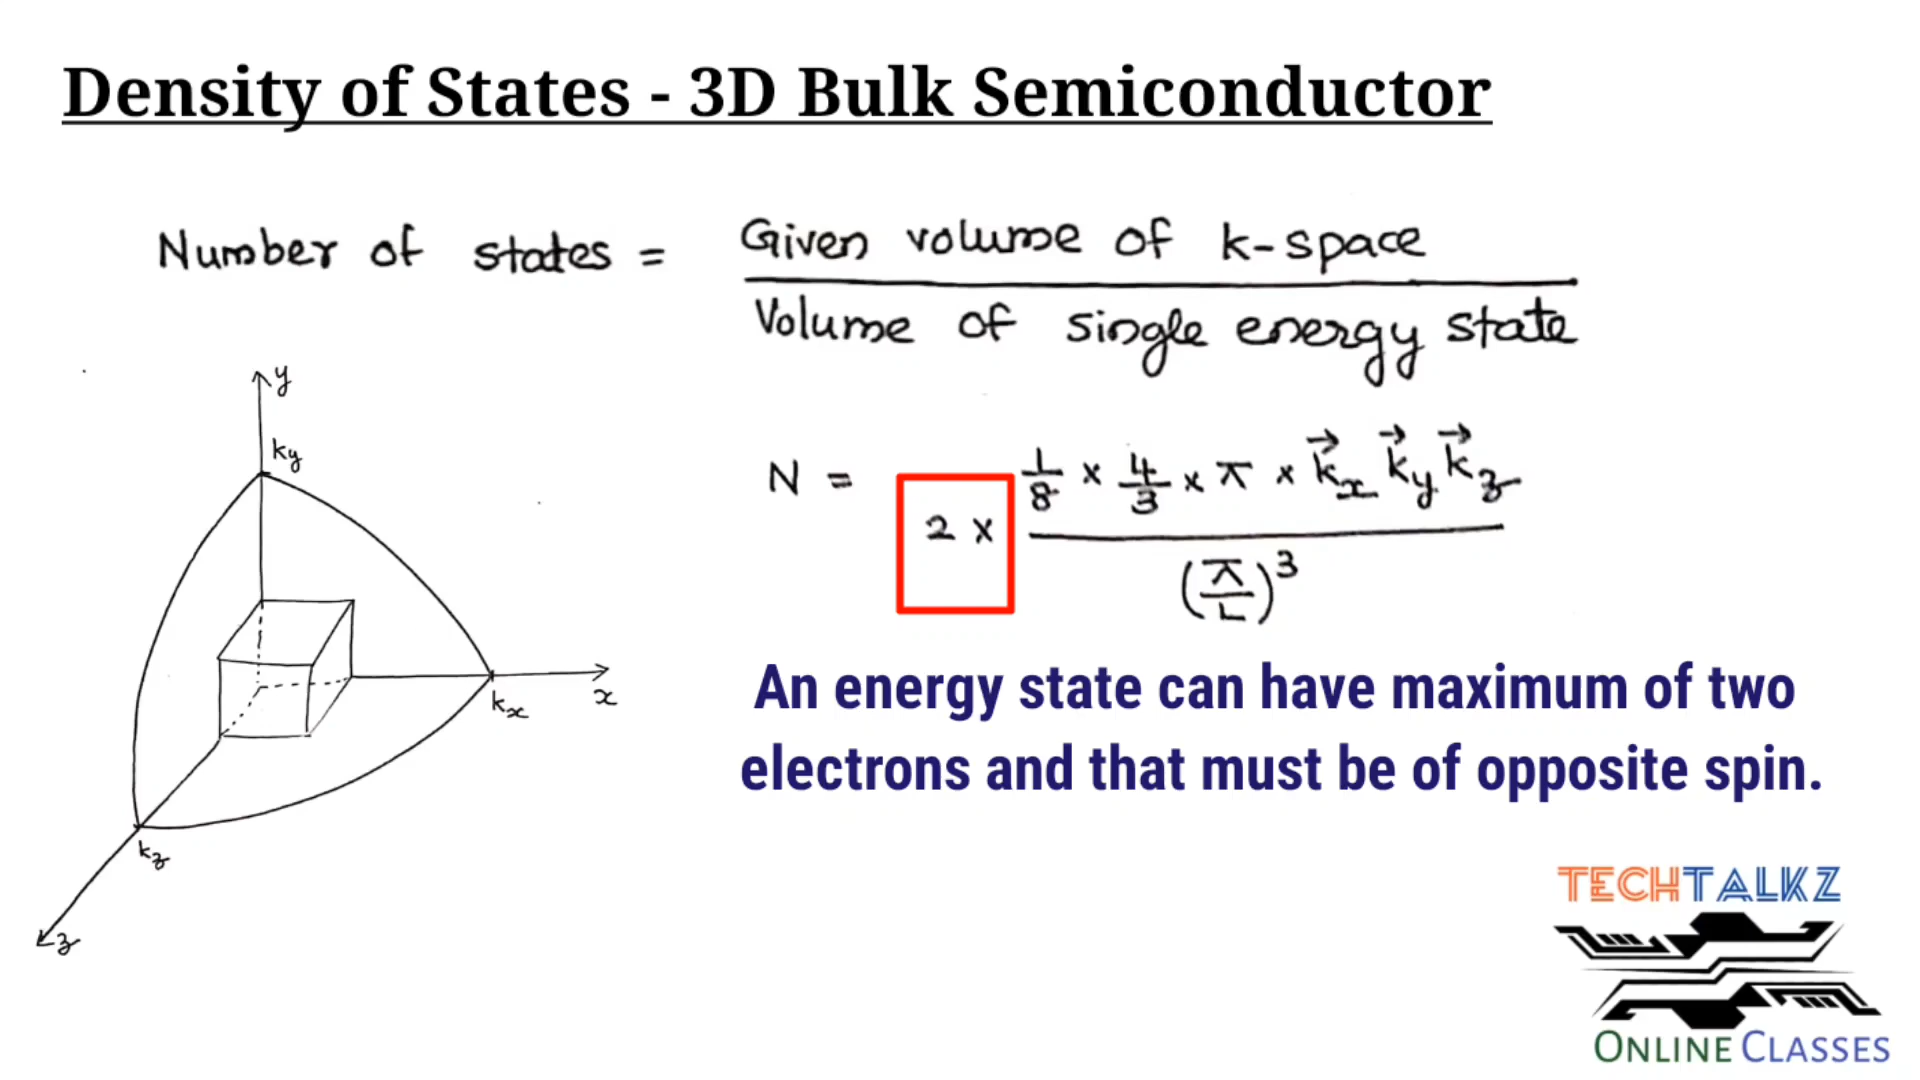 Density of States - 3D Bulk Semiconductor
Number of states = Given volume of k-space
Volume of single energy state
y
ky
N = 2 × 1/8 × 4/3 × π × k⃗x k⃗y k⃗z
(π/L)^3
kx
x
kz
z
An energy state can have maximum of two
electrons and that must be of opposite spin.
TECHTALKZ
ONLINE CLASSES